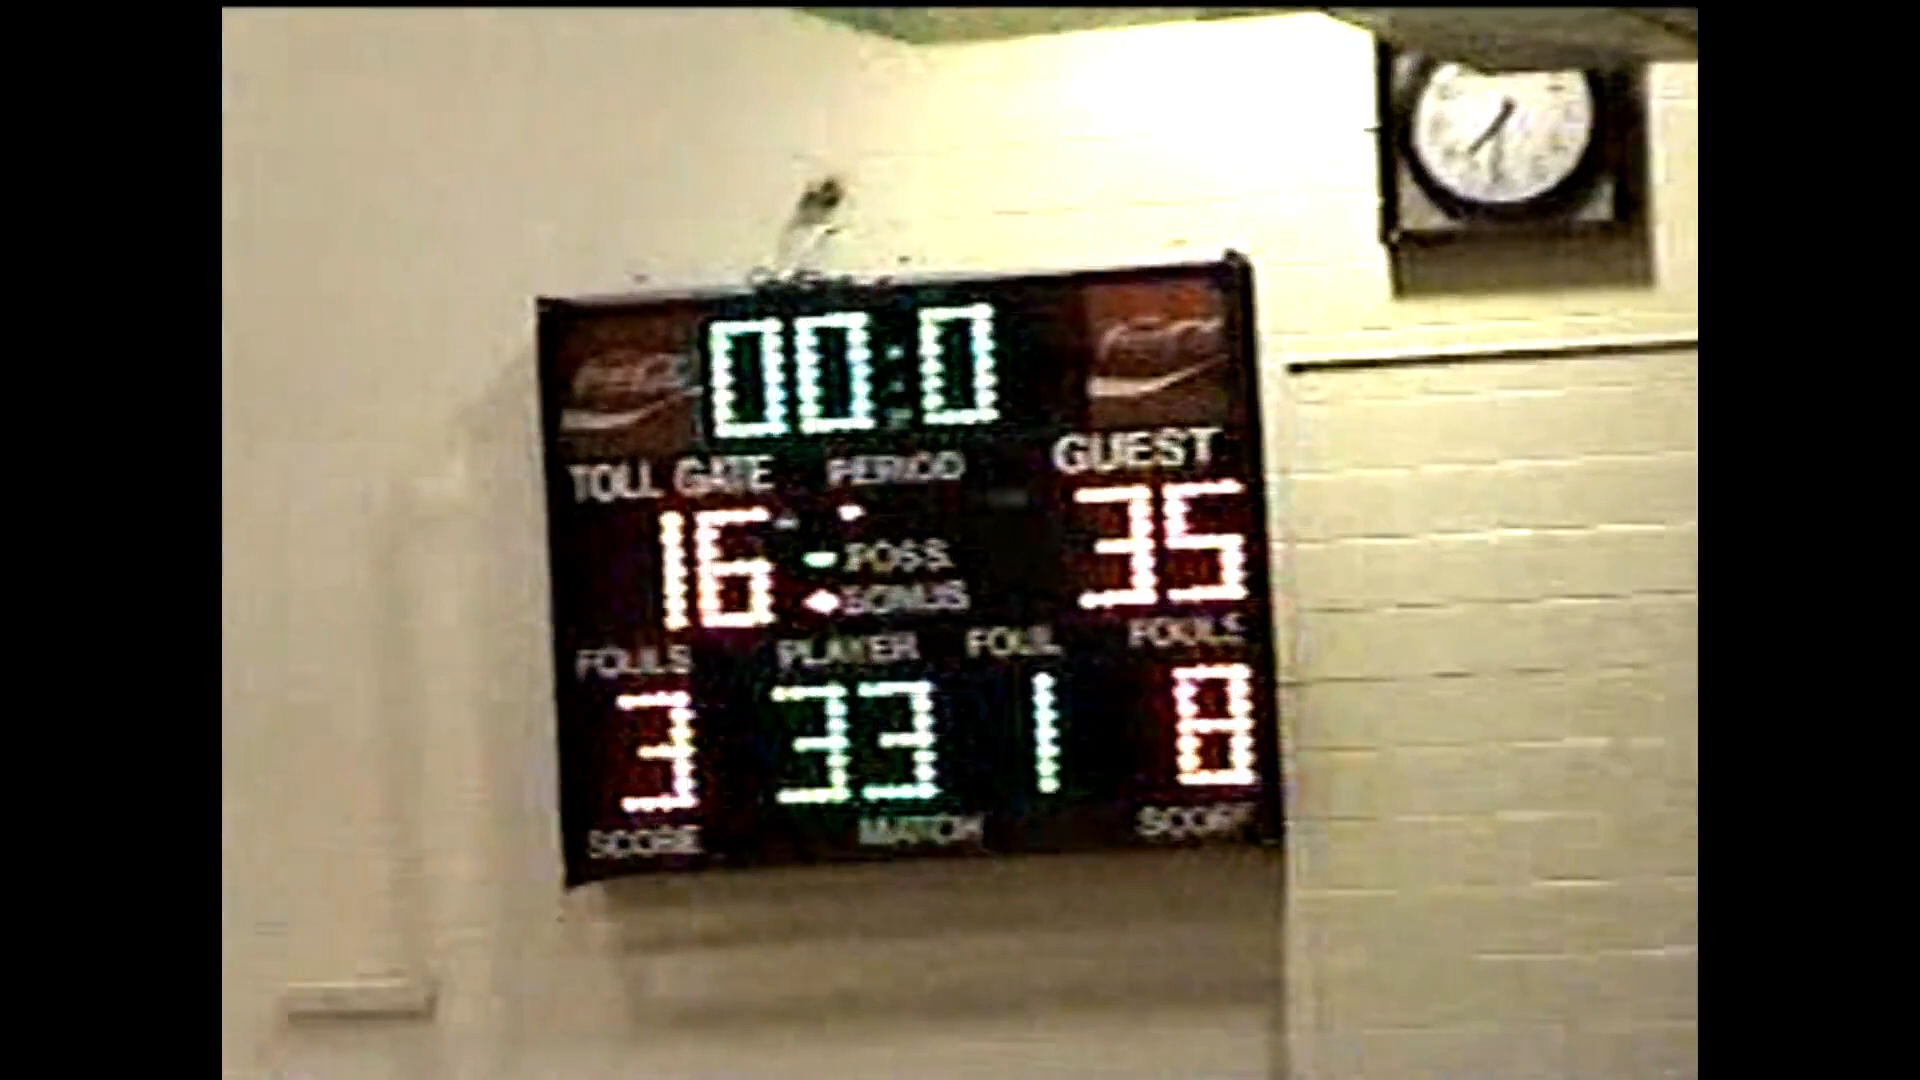 00:0
TOLL GATE PERIOD GUEST
16 35
POSS.
BONUS
FOULS PLAYER FOUL FOULS
3 33 1 8
SCORE MATCH SCORE